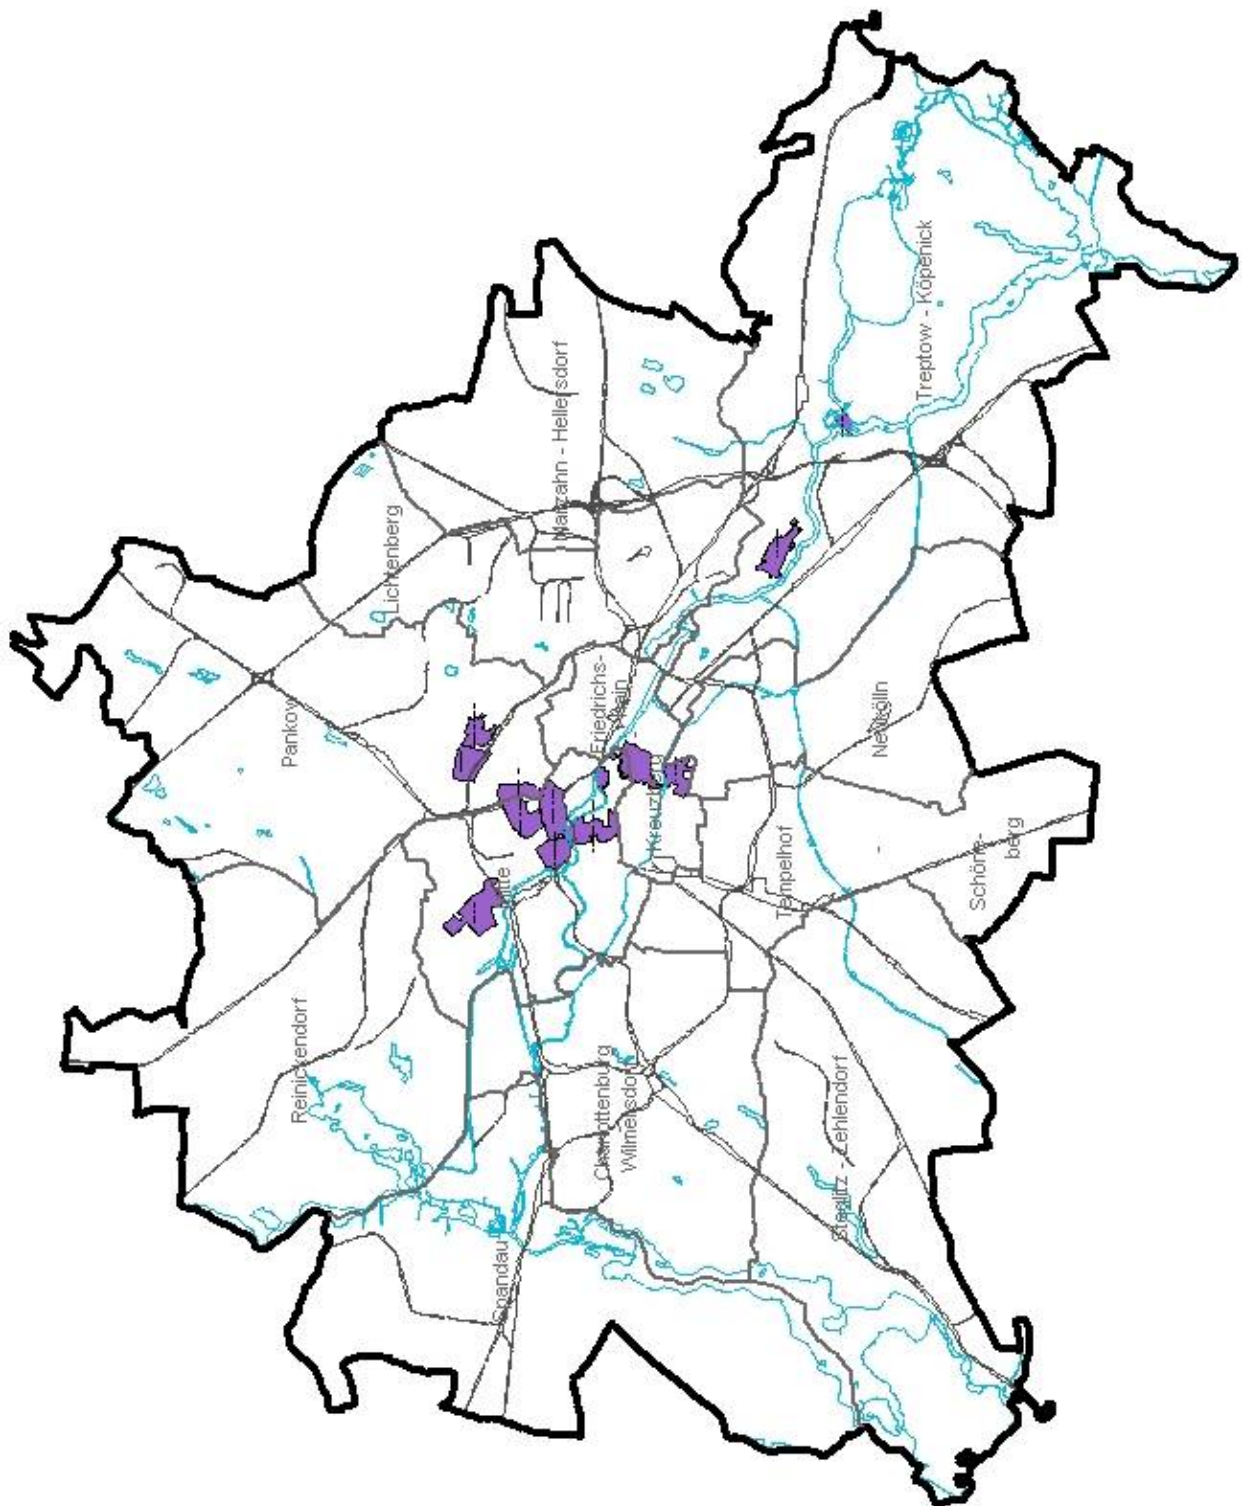 Pankow
Lichtenberg
Marzahn - Hellersdorf
Reinickendorf
Spandau
Mitte
Friedrichs-
hain
Kreuzberg
Charlottenburg
Wilmersdorf
Steglitz - Zehlendorf
Tempelhof
Schöne-
berg
Neukölln
Treptow - Köpenick